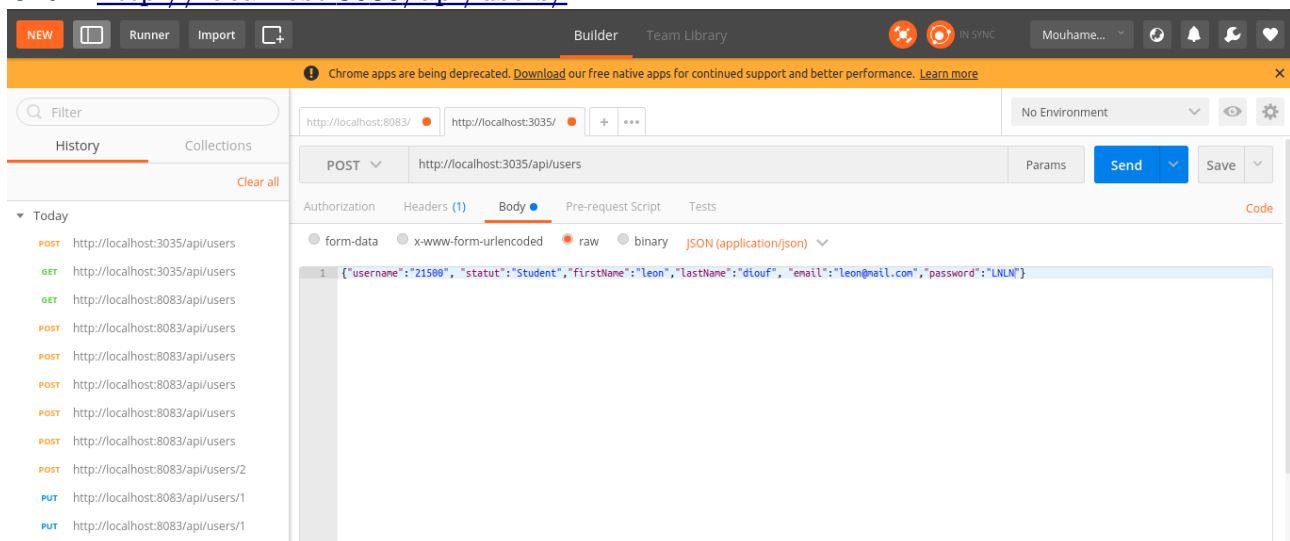 NEW Runner Import Builder Team Library IN SYNC Mouhame...
Chrome apps are being deprecated. Download our free native apps for continued support and better performance. Learn more
Filter
http://localhost:8083/ http://localhost:3035/ + •••
No Environment
History Collections
POST http://localhost:3035/api/users Params Send Save
Clear all
Authorization Headers (1) Body Pre-request Script Tests Code
Today
form-data x-www-form-urlencoded raw binary JSON (application/json)
POST http://localhost:3035/api/users
1 {"username":"21500", "statut":"Student","firstName":"leon","lastName":"diouf", "email":"leon@mail.com","password":"LNLN"}
GET http://localhost:3035/api/users
GET http://localhost:8083/api/users
POST http://localhost:8083/api/users
POST http://localhost:8083/api/users
POST http://localhost:8083/api/users
POST http://localhost:8083/api/users
POST http://localhost:8083/api/users
POST http://localhost:8083/api/users/2
PUT http://localhost:8083/api/users/1
PUT http://localhost:8083/api/users/1